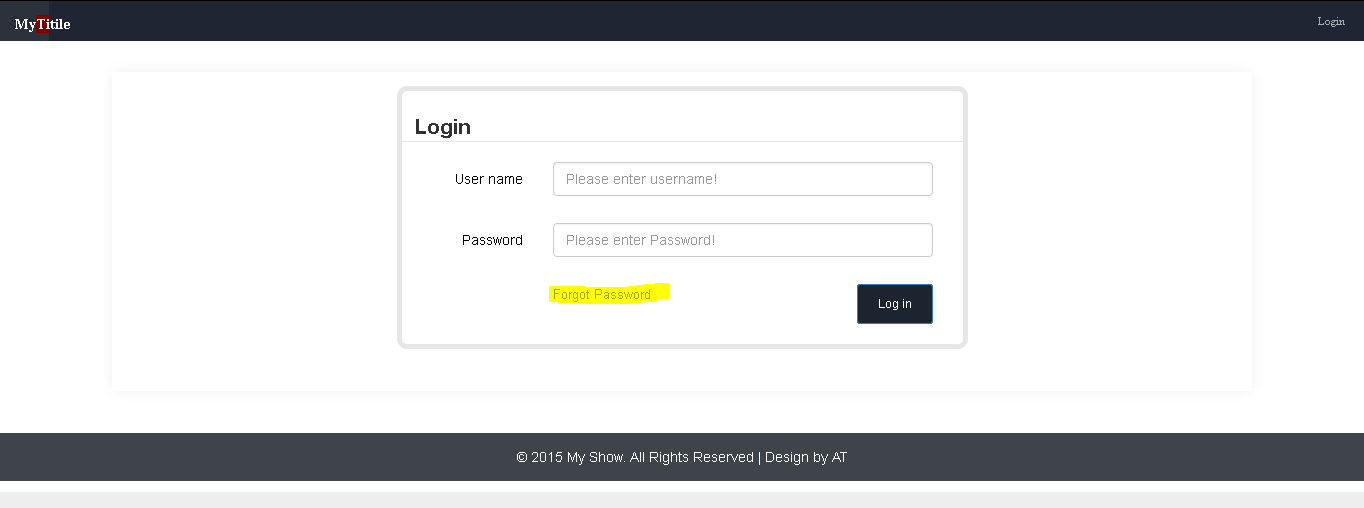 MyTitile
Login
Login
User name
Please enter username!
Password
Please enter Password!
Forgot Password
Log in
© 2015 My Show. All Rights Reserved | Design by AT